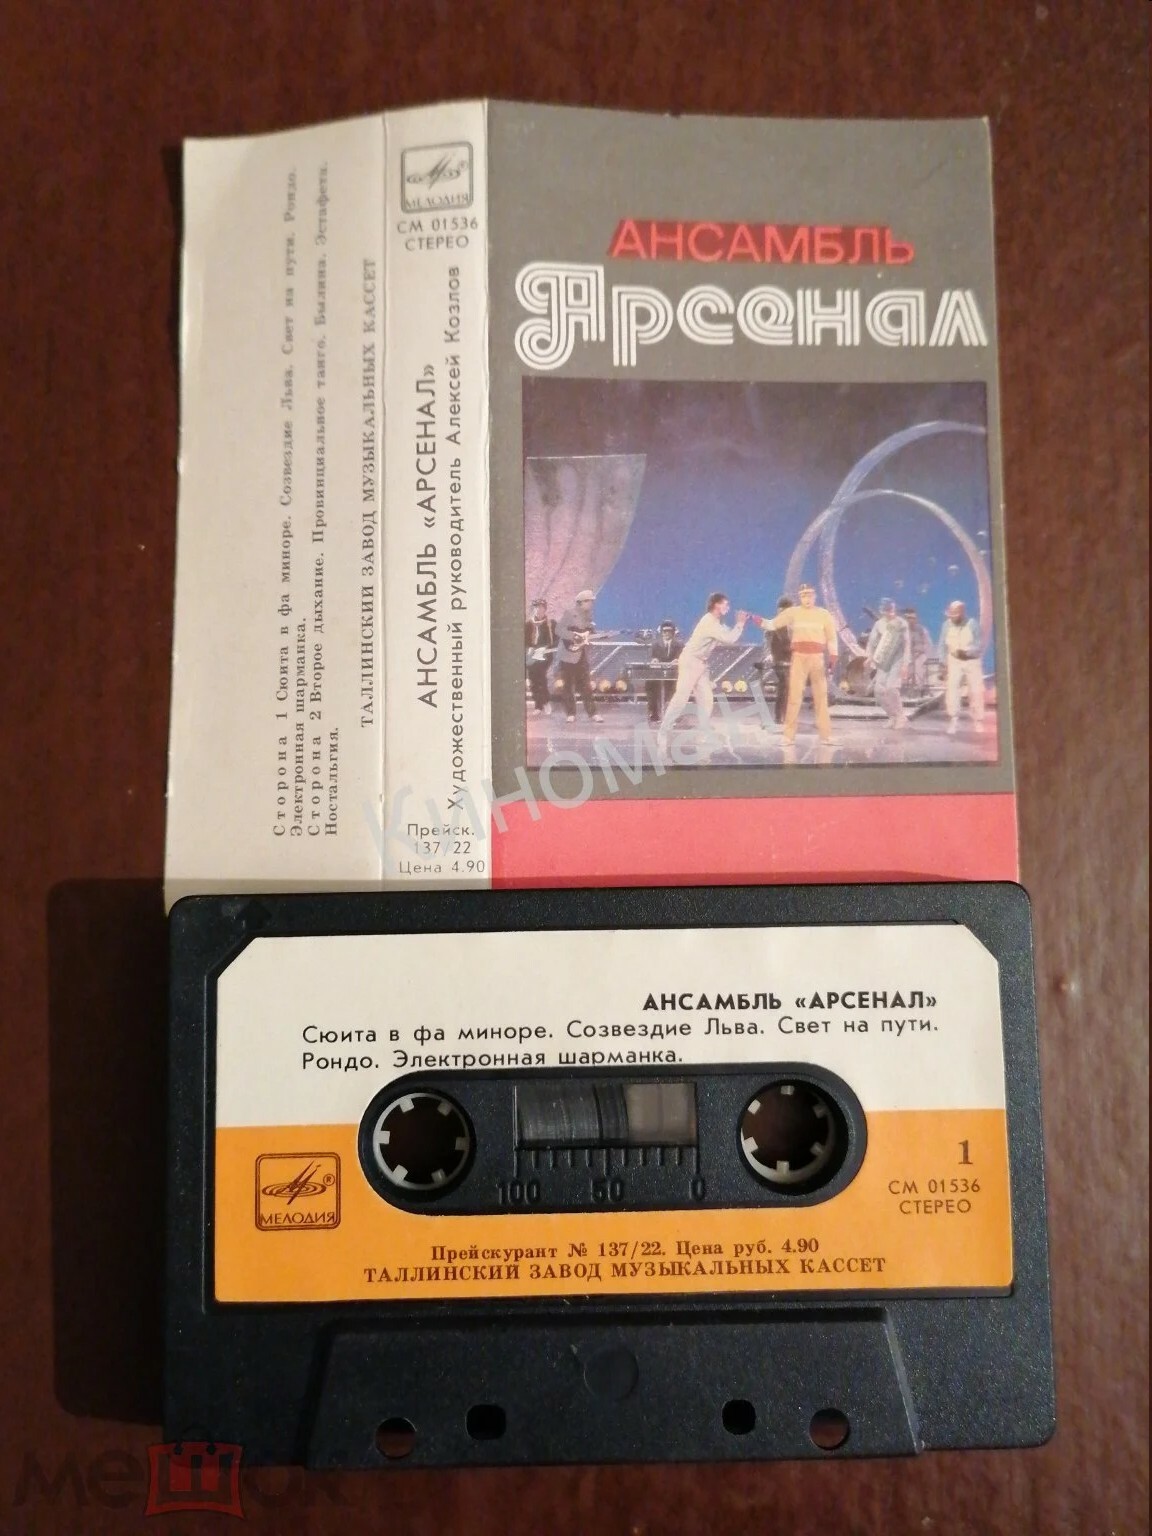 АНСАМБЛЬ
Арсенал
МЕЛОДИЯ
СМ 01536
СТЕРЕО
АНСАМБЛЬ «АРСЕНАЛ»
Художественный руководитель Алексей Козлов
Прейск.
137/22
Цена 4.90
ТАЛЛИНСКИЙ ЗАВОД МУЗЫКАЛЬНЫХ КАССЕТ
Сторона 1 Сюита в фа миноре. Созвездие Льва. Свет на пути. Рондо.
Электронная шарманка.
Сторона 2 Второе дыхание. Провинциальное танго. Былина. Эстафета.
Ностальгия.
Киноман
АНСАМБЛЬ «АРСЕНАЛ»
Сюита в фа миноре. Созвездие Льва. Свет на пути.
Рондо. Электронная шарманка.
100 50 0
1
СМ 01536
СТЕРЕО
® МЕЛОДИЯ
Прейскурант № 137/22. Цена руб. 4.90
ТАЛЛИНСКИЙ ЗАВОД МУЗЫКАЛЬНЫХ КАССЕТ
мешок